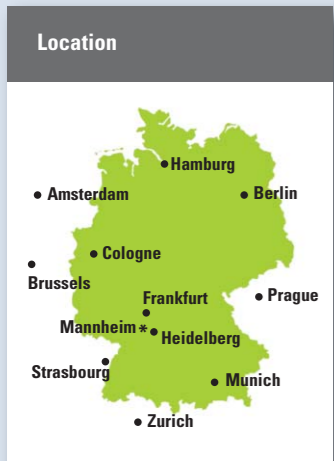 Location
Hamburg
Amsterdam
Berlin
Cologne
Brussels
Prague
Frankfurt
Mannheim *
Heidelberg
Strasbourg
Munich
Zurich